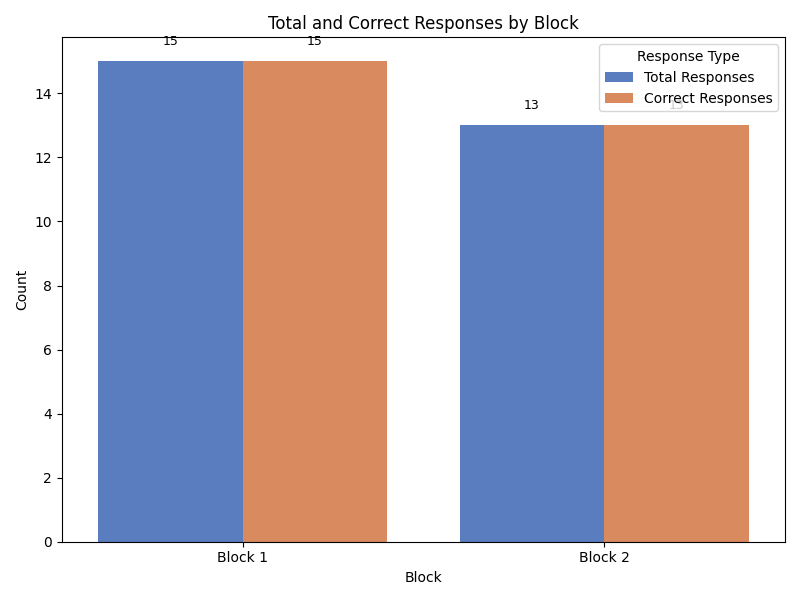 Total and Correct Responses by Block
15
15
13
13
Response Type
Total Responses
Correct Responses
14
12
10
8
6
4
2
0
Count
Block 1
Block 2
Block